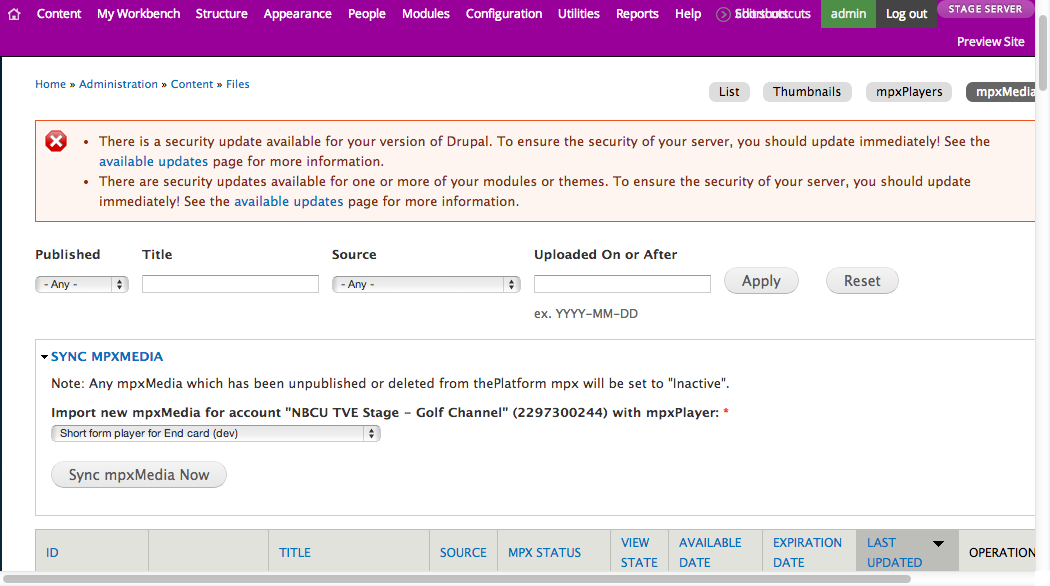 Content My Workbench Structure Appearance People Modules Content Configuration Utilities Reports Help admin Log out STAGE SERVER
Preview Site
Home » Administration » Content » Files
List Thumbnails mpxPlayers mpxMedia
• There is a security update available for your version of Drupal. To ensure the security of your server, you should update immediately! See the
available updates page for more information.
• There are security updates available for one or more of your modules or themes. To ensure the security of your server, you should update
immediately! See the available updates page for more information.
Published Title Source Uploaded On or After
- Any - - Any - Apply Reset
ex. YYYY-MM-DD
SYNC MPXMEDIA
Note: Any mpxMedia which has been unpublished or deleted from thePlatform mpx will be set to "Inactive".
Import new mpxMedia for account "NBCU TVE Stage - Golf Channel" (2297300244) with mpxPlayer: *
Short form player for End card (dev)
Sync mpxMedia Now
ID TITLE SOURCE MPX STATUS VIEW STATE AVAILABLE DATE EXPIRATION DATE LAST UPDATED OPERATION